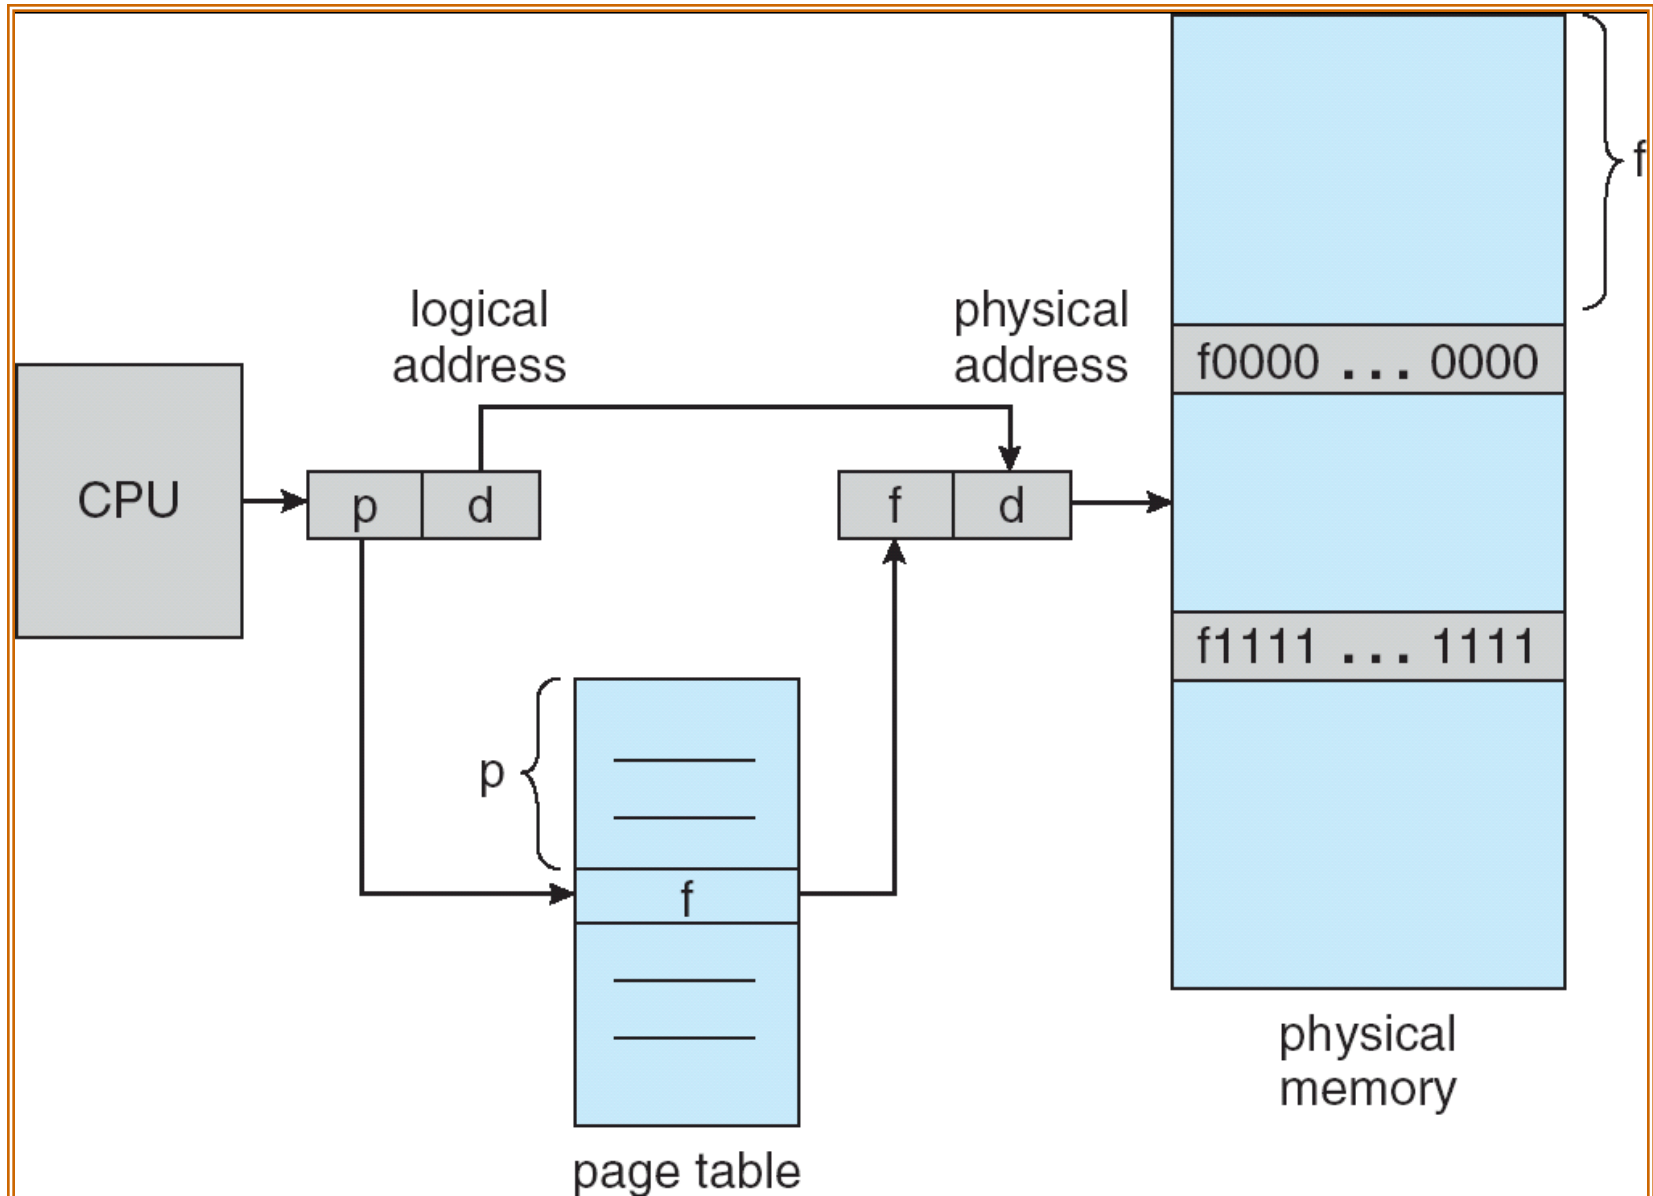 f
logical
address
physical
address
f0000 ... 0000
CPU
p d
f d
f1111 ... 1111
p
f
physical
memory
page table